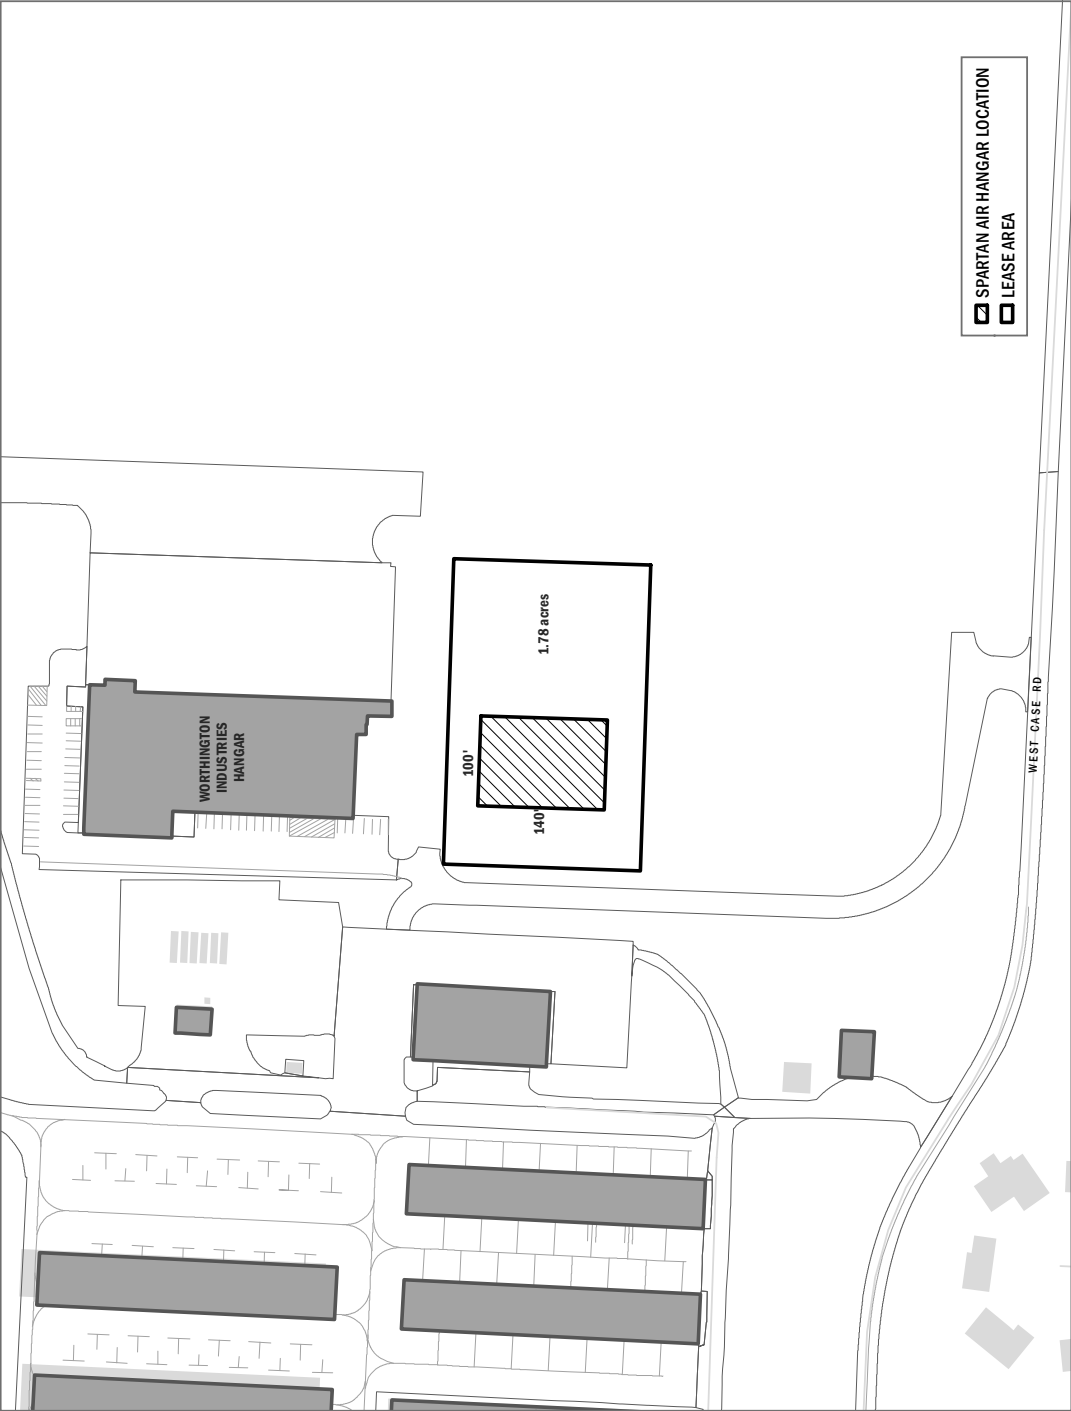 SPARTAN AIR HANGAR LOCATION
LEASE AREA
WORTHINGTON
INDUSTRIES
HANGAR
100'
140'
1.78 acres
WEST CASE RD